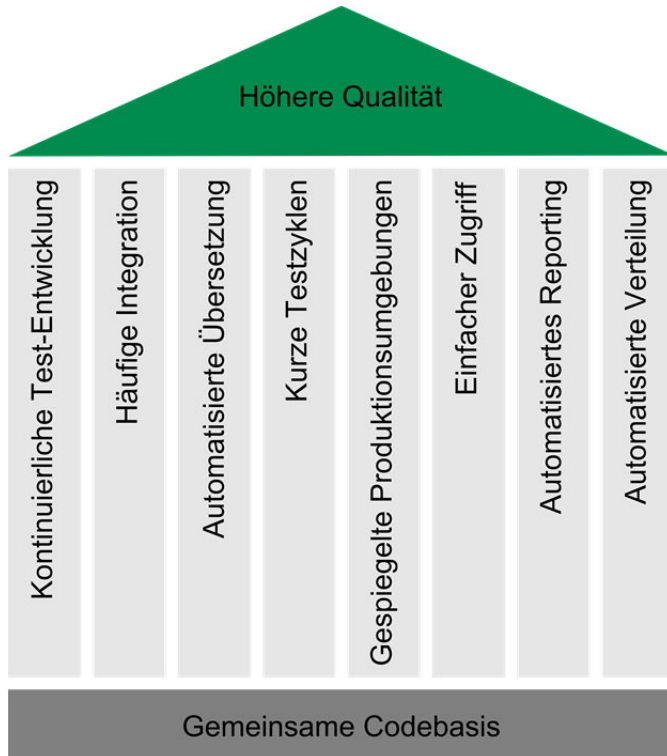 Höhere Qualität
Kontinuierliche Test-Entwicklung
Häufige Integration
Automatisierte Übersetzung
Kurze Testzyklen
Gespiegelte Produktionsumgebungen
Einfacher Zugriff
Automatisiertes Reporting
Automatisierte Verteilung
Gemeinsame Codebasis